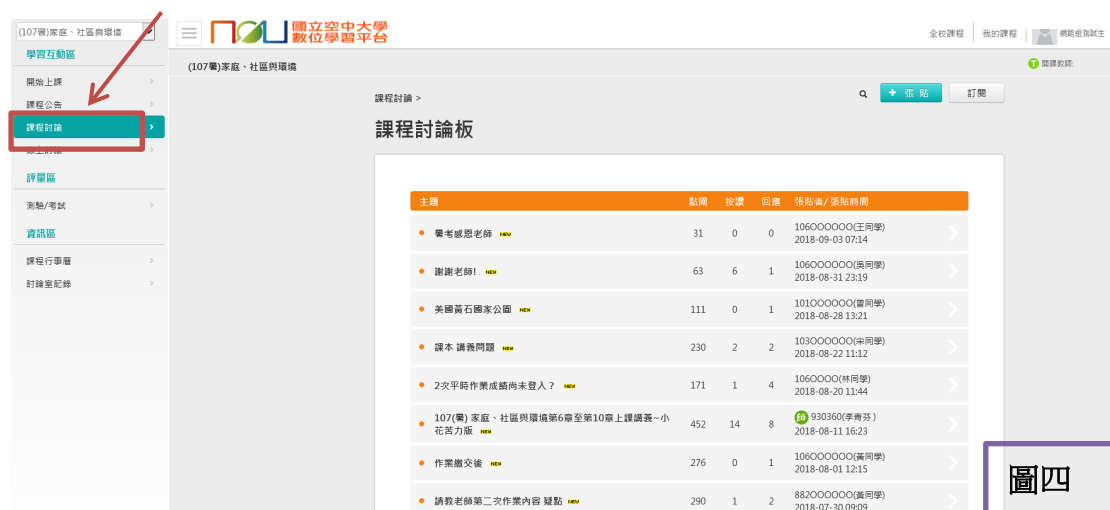 (107暑)家庭、社區與環境
學習互動區
開始上課
課程公告
課程討論
評量區
測驗/考試
資訊區
課程行事曆
討論室記錄
國立空中大學
數位學習平台
全校課程
我的課程
網路組測試生
(107暑)家庭、社區與環境
T 開課教師:
課程討論 >
+ 張 貼
訂閱
課程討論板
主題 點閱 按讚 回應 張貼者/ 張貼時間
暑考感恩老師 NEW 31 0 0 106OOOOOO(王同學)
2018-09-03 07:14
謝謝老師! NEW 63 6 1 106OOOOOO(吳同學)
2018-08-31 23:19
美國黃石國家公園 NEW 111 0 1 101OOOOOO(曾同學)
2018-08-28 13:21
課本 講義問題 NEW 230 2 2 103OOOOOO(宋同學)
2018-08-22 11:12
2次平時作業成績尚未登入？ NEW 171 1 4 106OOOO(林同學)
2018-08-20 11:44
107(暑) 家庭、社區與環境第6章至第10章上課講義~小
花苦力版 NEW 452 14 8 師 930360(李青芬 )
2018-08-11 16:23
作業繳交後 NEW 276 0 1 106OOOOOO(黃同學)
2018-08-01 12:15
請教老師第二次作業內容 疑點 NEW 290 1 2 882OOOOOO(黃同學)
2018-07-30 09:09
圖四